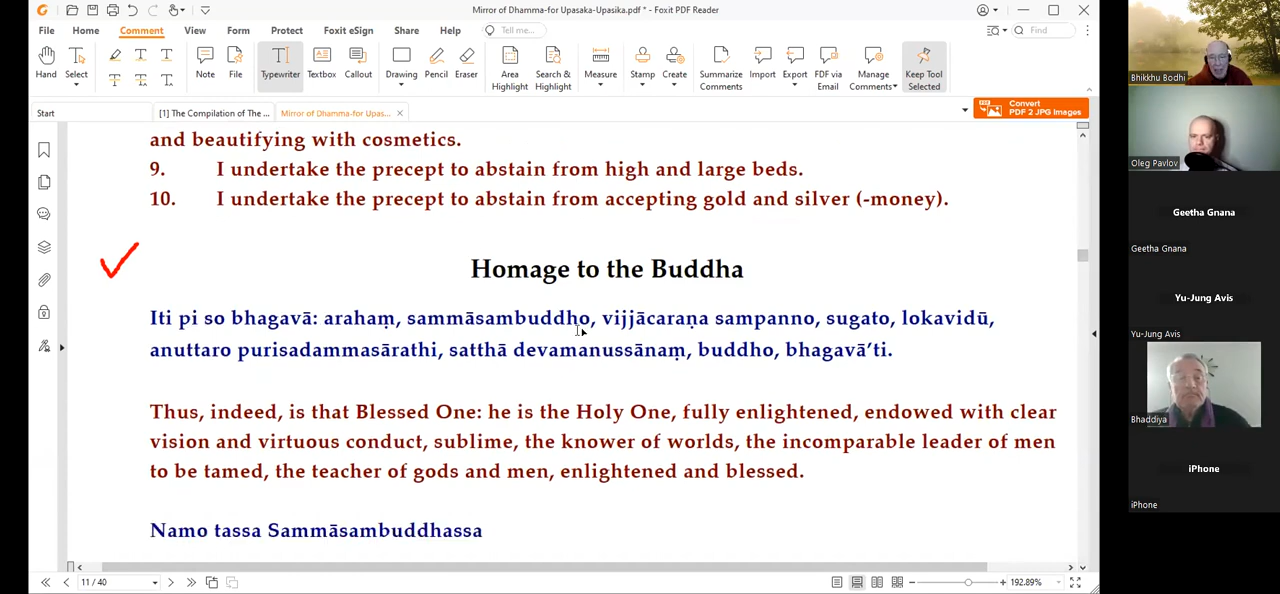 Mirror of Dhamma-for Upasaka-Upasika.pdf * - Foxit PDF Reader
File Home Comment View Form Protect Foxit eSign Share Help Tell me... Find
Hand Select Note File Typewriter Textbox Callout Drawing Pencil Eraser Area Highlight Search & Highlight Measure Stamp Create Summarize Comments Import Export FDF via Email Manage Comments Keep Tool Selected
Start [1] The Compilation of The ... Mirror of Dhamma-for Upas... Convert PDF 2 JPG Images
and beautifying with cosmetics.
9. I undertake the precept to abstain from high and large beds.
10. I undertake the precept to abstain from accepting gold and silver (-money).
Homage to the Buddha
Iti pi so bhagavā: arahaṃ, sammāsambuddho, vijjācaraṇa sampanno, sugato, lokavidū,
anuttaro purisadammasārathi, satthā devamanussānaṃ, buddho, bhagavā’ti.
Thus, indeed, is that Blessed One: he is the Holy One, fully enlightened, endowed with clear
vision and virtuous conduct, sublime, the knower of worlds, the incomparable leader of men
to be tamed, the teacher of gods and men, enlightened and blessed.
Namo tassa Sammāsambuddhassa
11 / 40 192.89%
Bhikkhu Bodhi
Oleg Pavlov
Geetha Gnana
Geetha Gnana
Yu-Jung Avis
Yu-Jung Avis
Bhaddiya
iPhone
iPhone